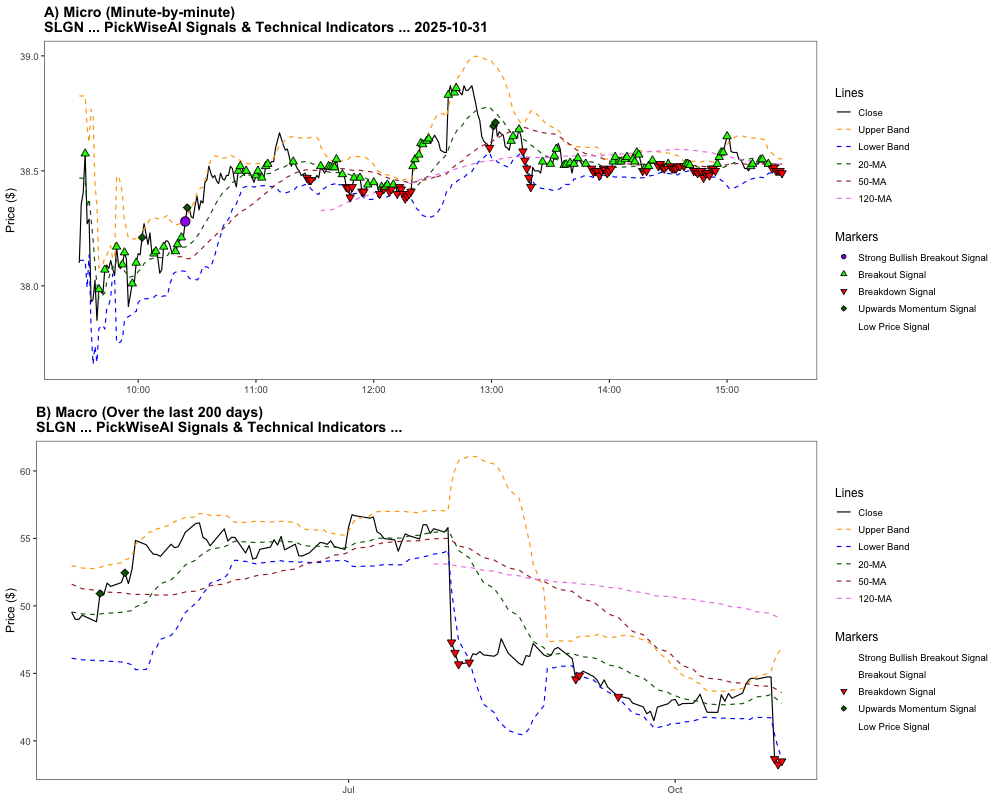 A) Micro (Minute-by-minute)
SLGN ... PickWiseAI Signals & Technical Indicators ... 2025-10-31
Price ($)
39.0
38.5
38.0
10:00
11:00
12:00
13:00
14:00
15:00
Lines
Close
Upper Band
Lower Band
20-MA
50-MA
120-MA
Markers
Strong Bullish Breakout Signal
Breakout Signal
Breakdown Signal
Upwards Momentum Signal
Low Price Signal
B) Macro (Over the last 200 days)
SLGN ... PickWiseAI Signals & Technical Indicators ...
Price ($)
60
55
50
45
40
Jul
Oct
Lines
Close
Upper Band
Lower Band
20-MA
50-MA
120-MA
Markers
Strong Bullish Breakout Signal
Breakout Signal
Breakdown Signal
Upwards Momentum Signal
Low Price Signal